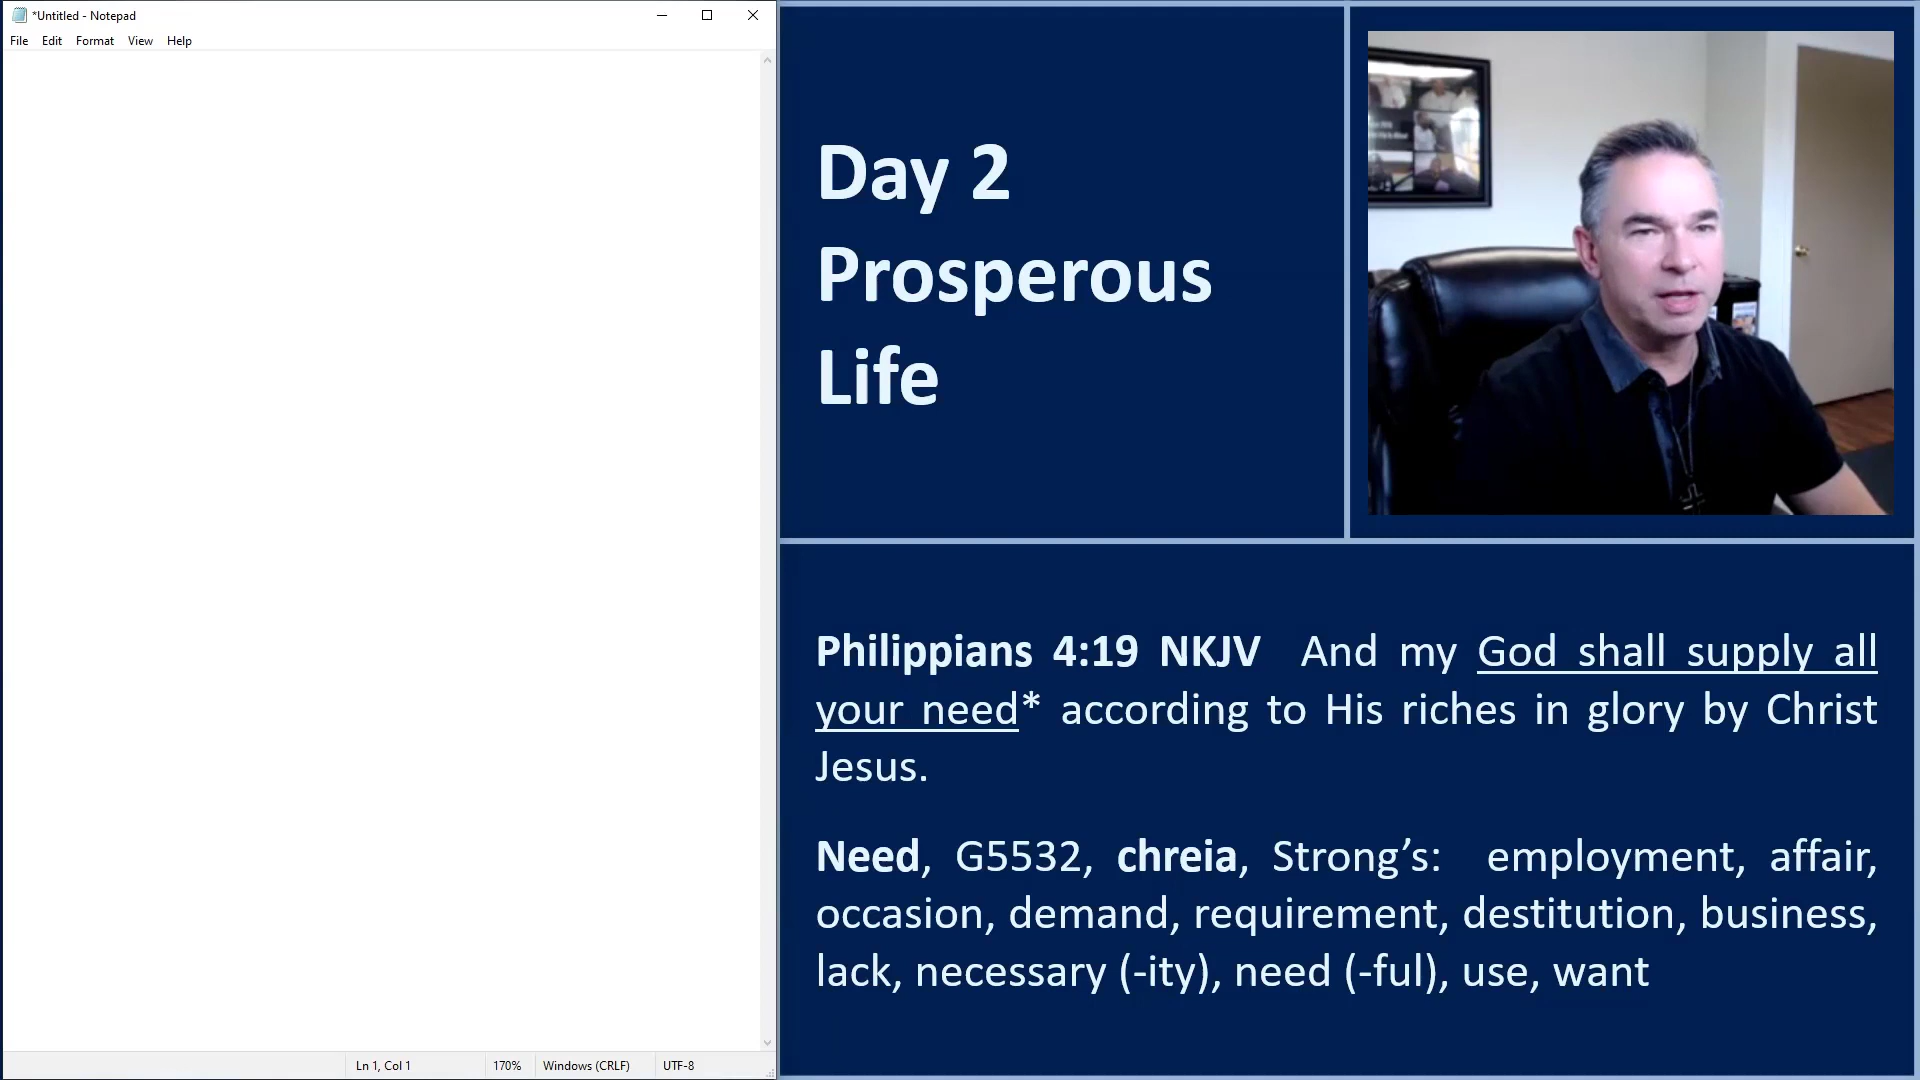 *Untitled - Notepad
File Edit Format View Help
Day 2
Prosperous
Life
Philippians 4:19 NKJV And my God shall supply all
your need* according to His riches in glory by Christ
Jesus.
Need, G5532, chreia, Strong’s: employment, affair,
occasion, demand, requirement, destitution, business,
lack, necessary (-ity), need (-ful), use, want
Ln 1, Col 1 170% Windows (CRLF) UTF-8